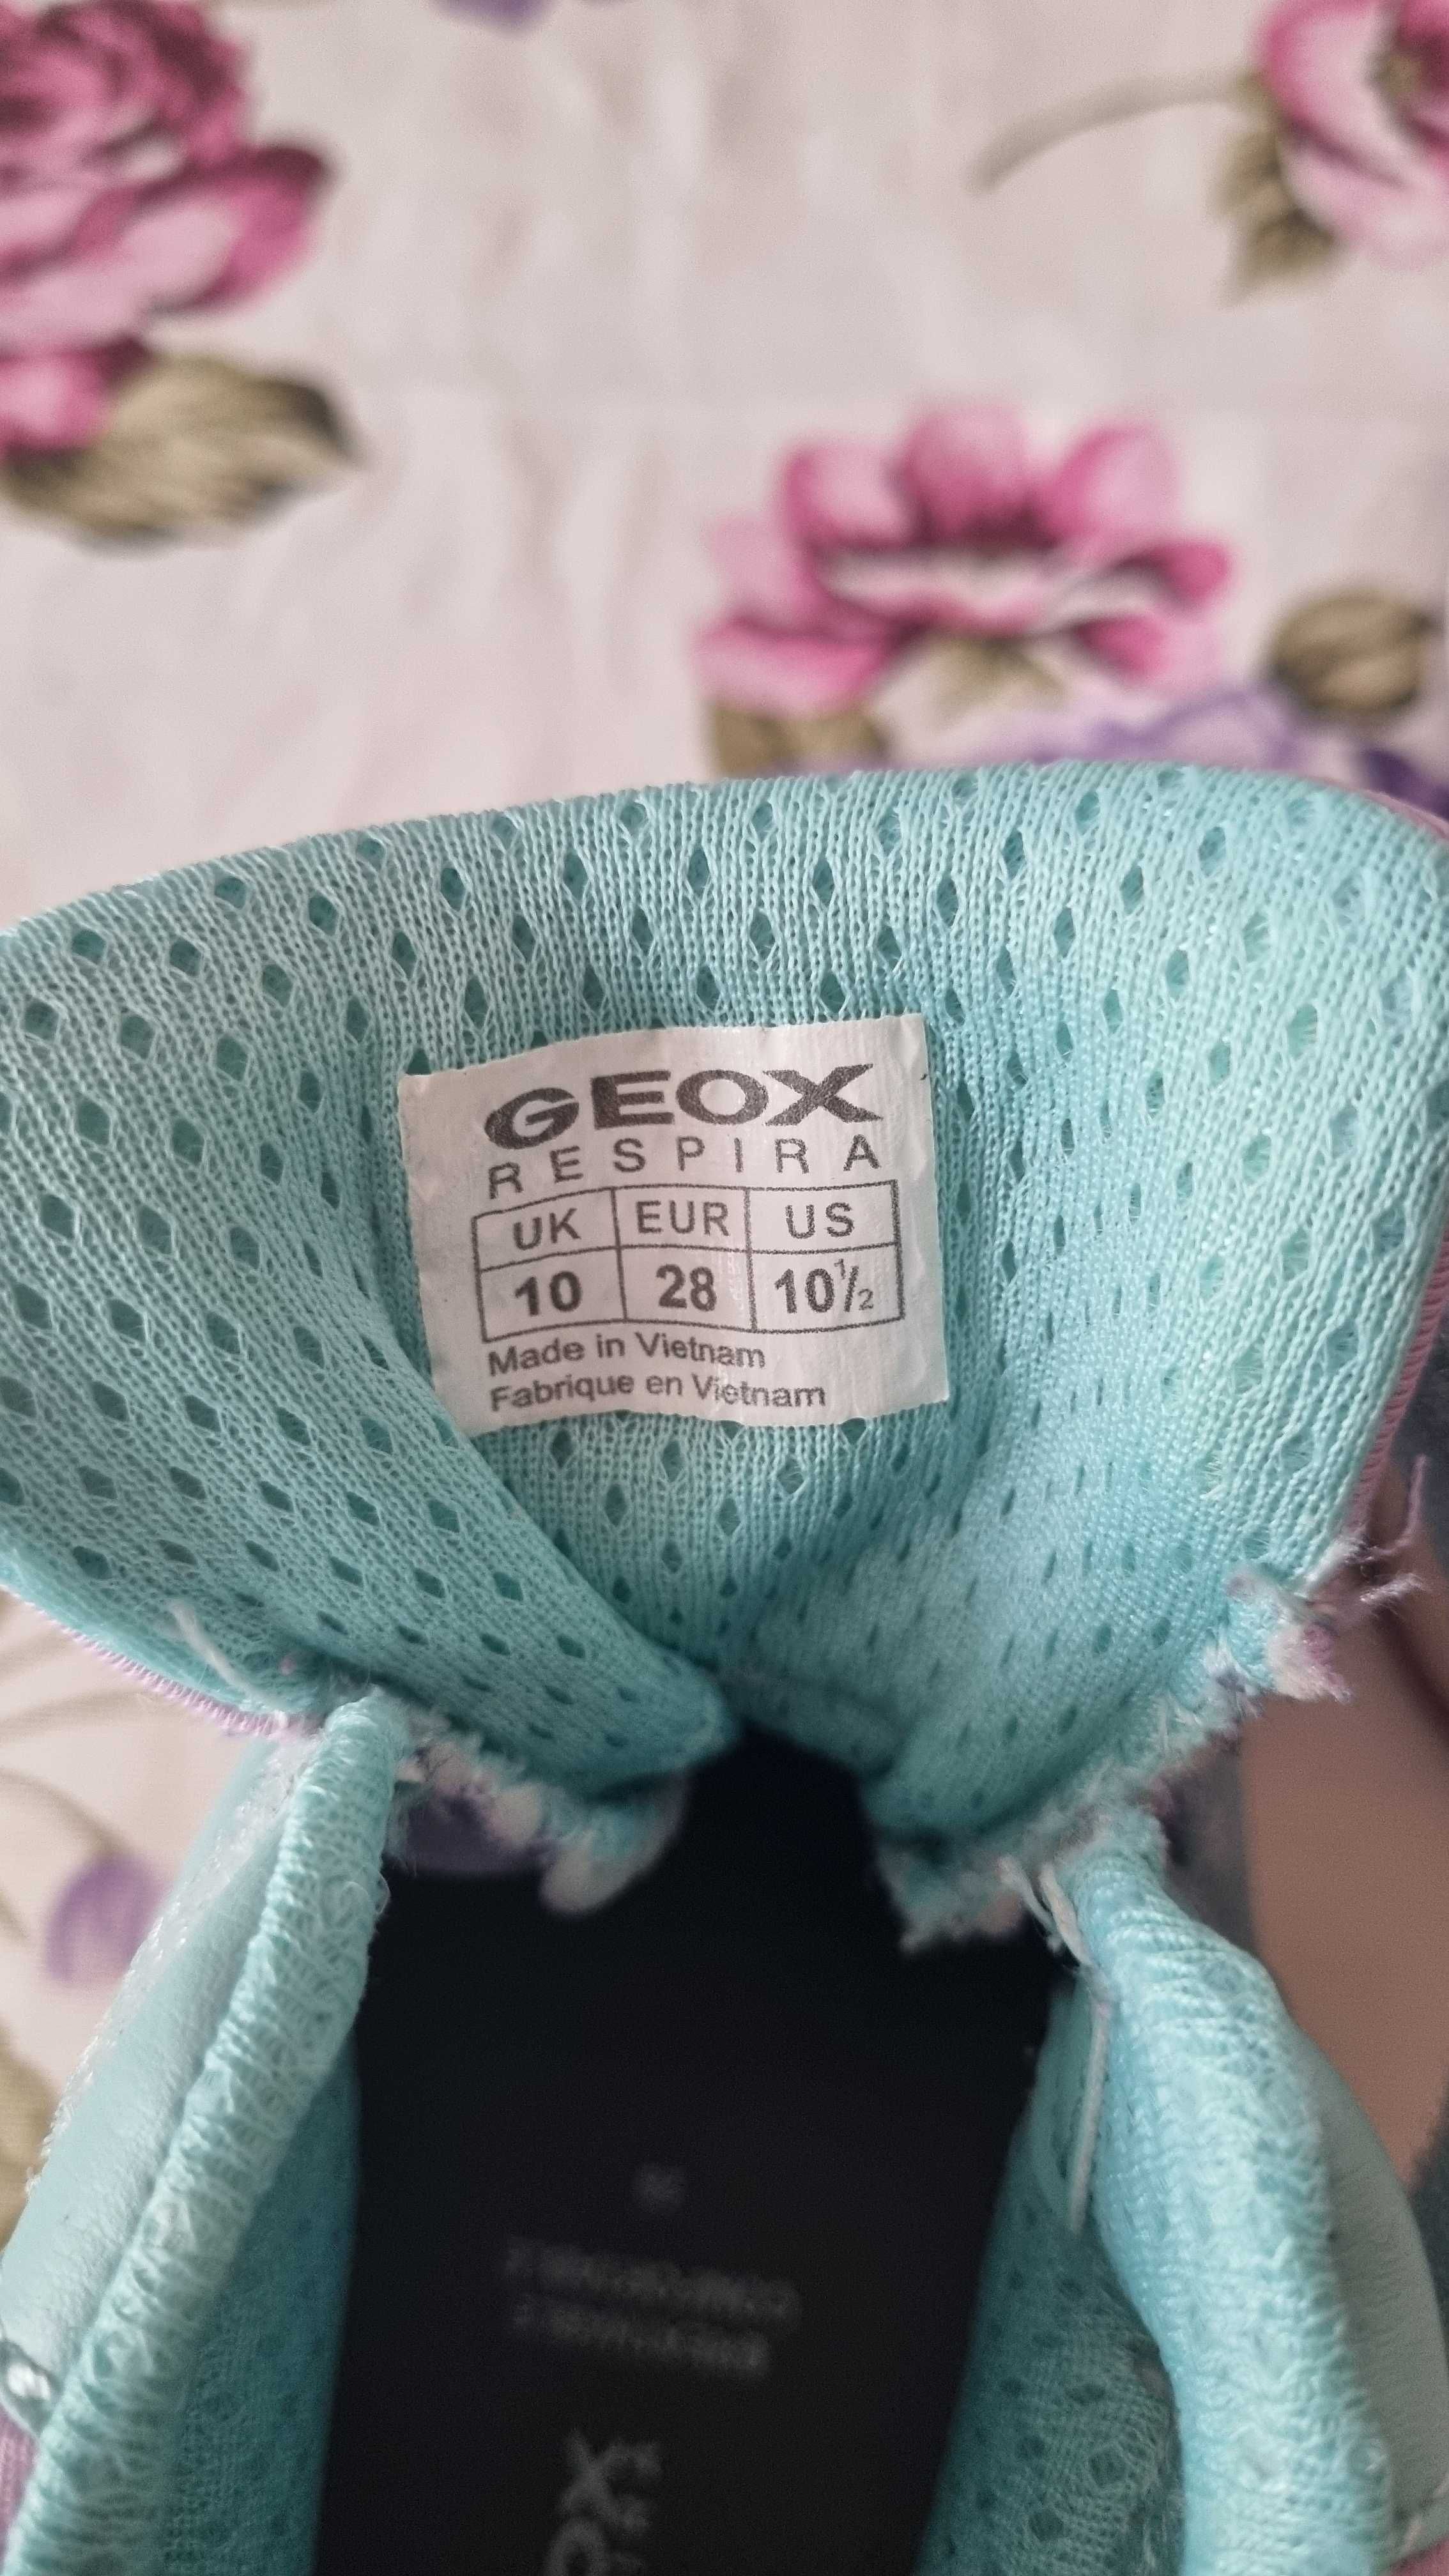 GEOX
RESPIRA
UK EUR US
10 28 10½
Made in Vietnam
Fabrique en Vietnam